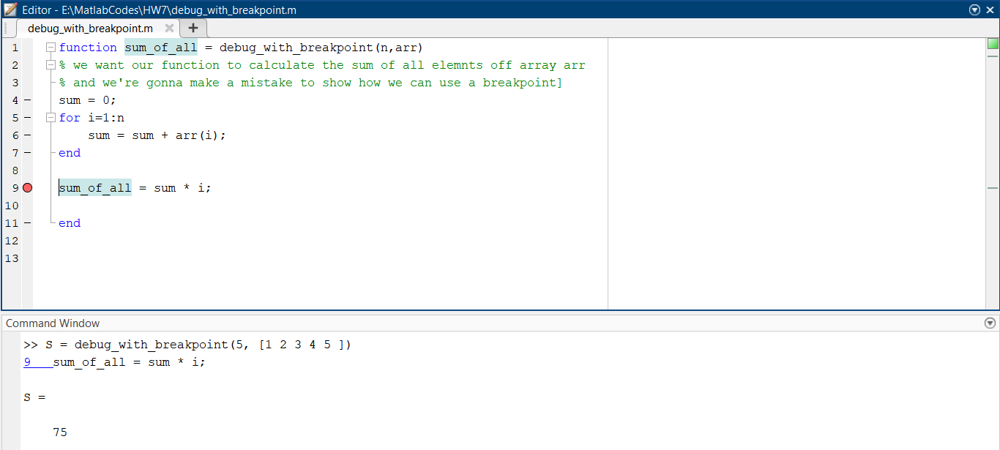 Editor - E:\MatlabCodes\HW7\debug_with_breakpoint.m
debug_with_breakpoint.m
1 function sum_of_all = debug_with_breakpoint(n,arr)
2 % we want our function to calculate the sum of all elemnts off array arr
3 % and we're gonna make a mistake to show how we can use a breakpoint]
4 sum = 0;
5 for i=1:n
6 sum = sum + arr(i);
7 end
8
9 sum_of_all = sum * i;
10
11 end
12
13
Command Window
>> S = debug_with_breakpoint(5, [1 2 3 4 5 ])
9 sum_of_all = sum * i;
S =
75